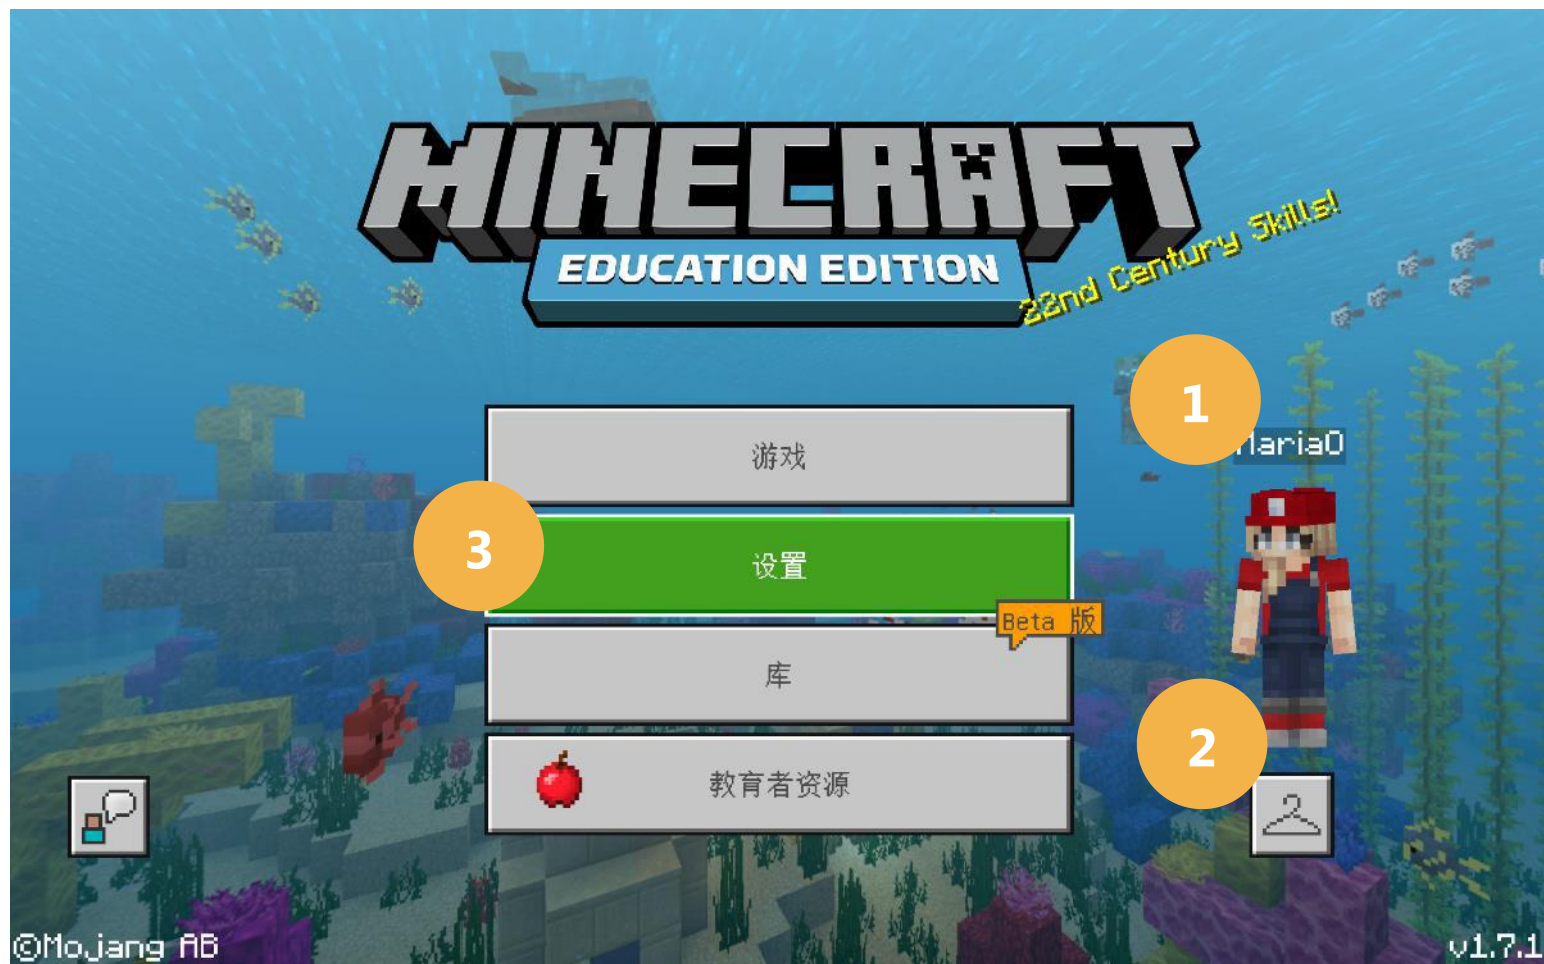 MINECRAFT
EDUCATION EDITION
22nd Century Skills!
1
MariaO
游戏
3
设置
Beta 版
库
2
教育者资源
©Mojang AB
v1.7.1